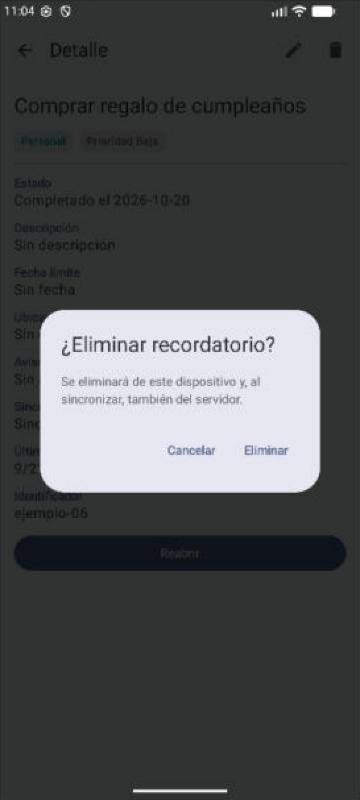 11:04
Detalle
Comprar regalo de cumpleaños
Personal
Prioridad Baja
Estado
Completado el 2026-10-20
Descripción
Sin descripción
Fecha límite
Sin fecha
¿Eliminar recordatorio?
Se eliminará de este dispositivo y, al
sincronizar, también del servidor.
Cancelar
Eliminar
Identificador
ejemplo-06
Reabrir